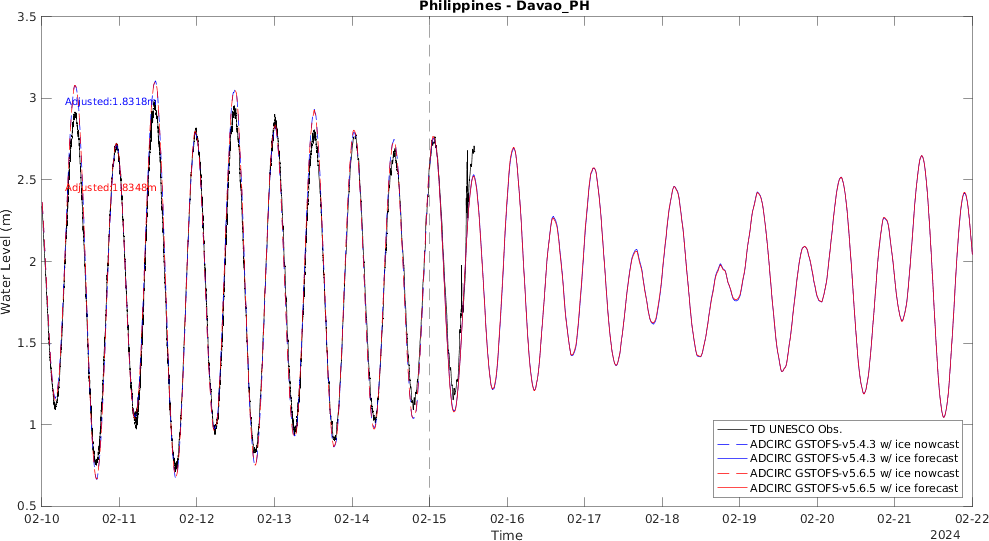 Philippines - Davao_PH
3.5
3
2.5
2
1.5
1
0.5
Water Level (m)
Adjusted:1.8318m
Adjusted:1.8348m
TD UNESCO Obs.
ADCIRC GSTOFS-v5.4.3 w/ ice nowcast
ADCIRC GSTOFS-v5.4.3 w/ ice forecast
ADCIRC GSTOFS-v5.6.5 w/ ice nowcast
ADCIRC GSTOFS-v5.6.5 w/ ice forecast
02-10 02-11 02-12 02-13 02-14 02-15 02-16 02-17 02-18 02-19 02-20 02-21 02-22
Time
2024